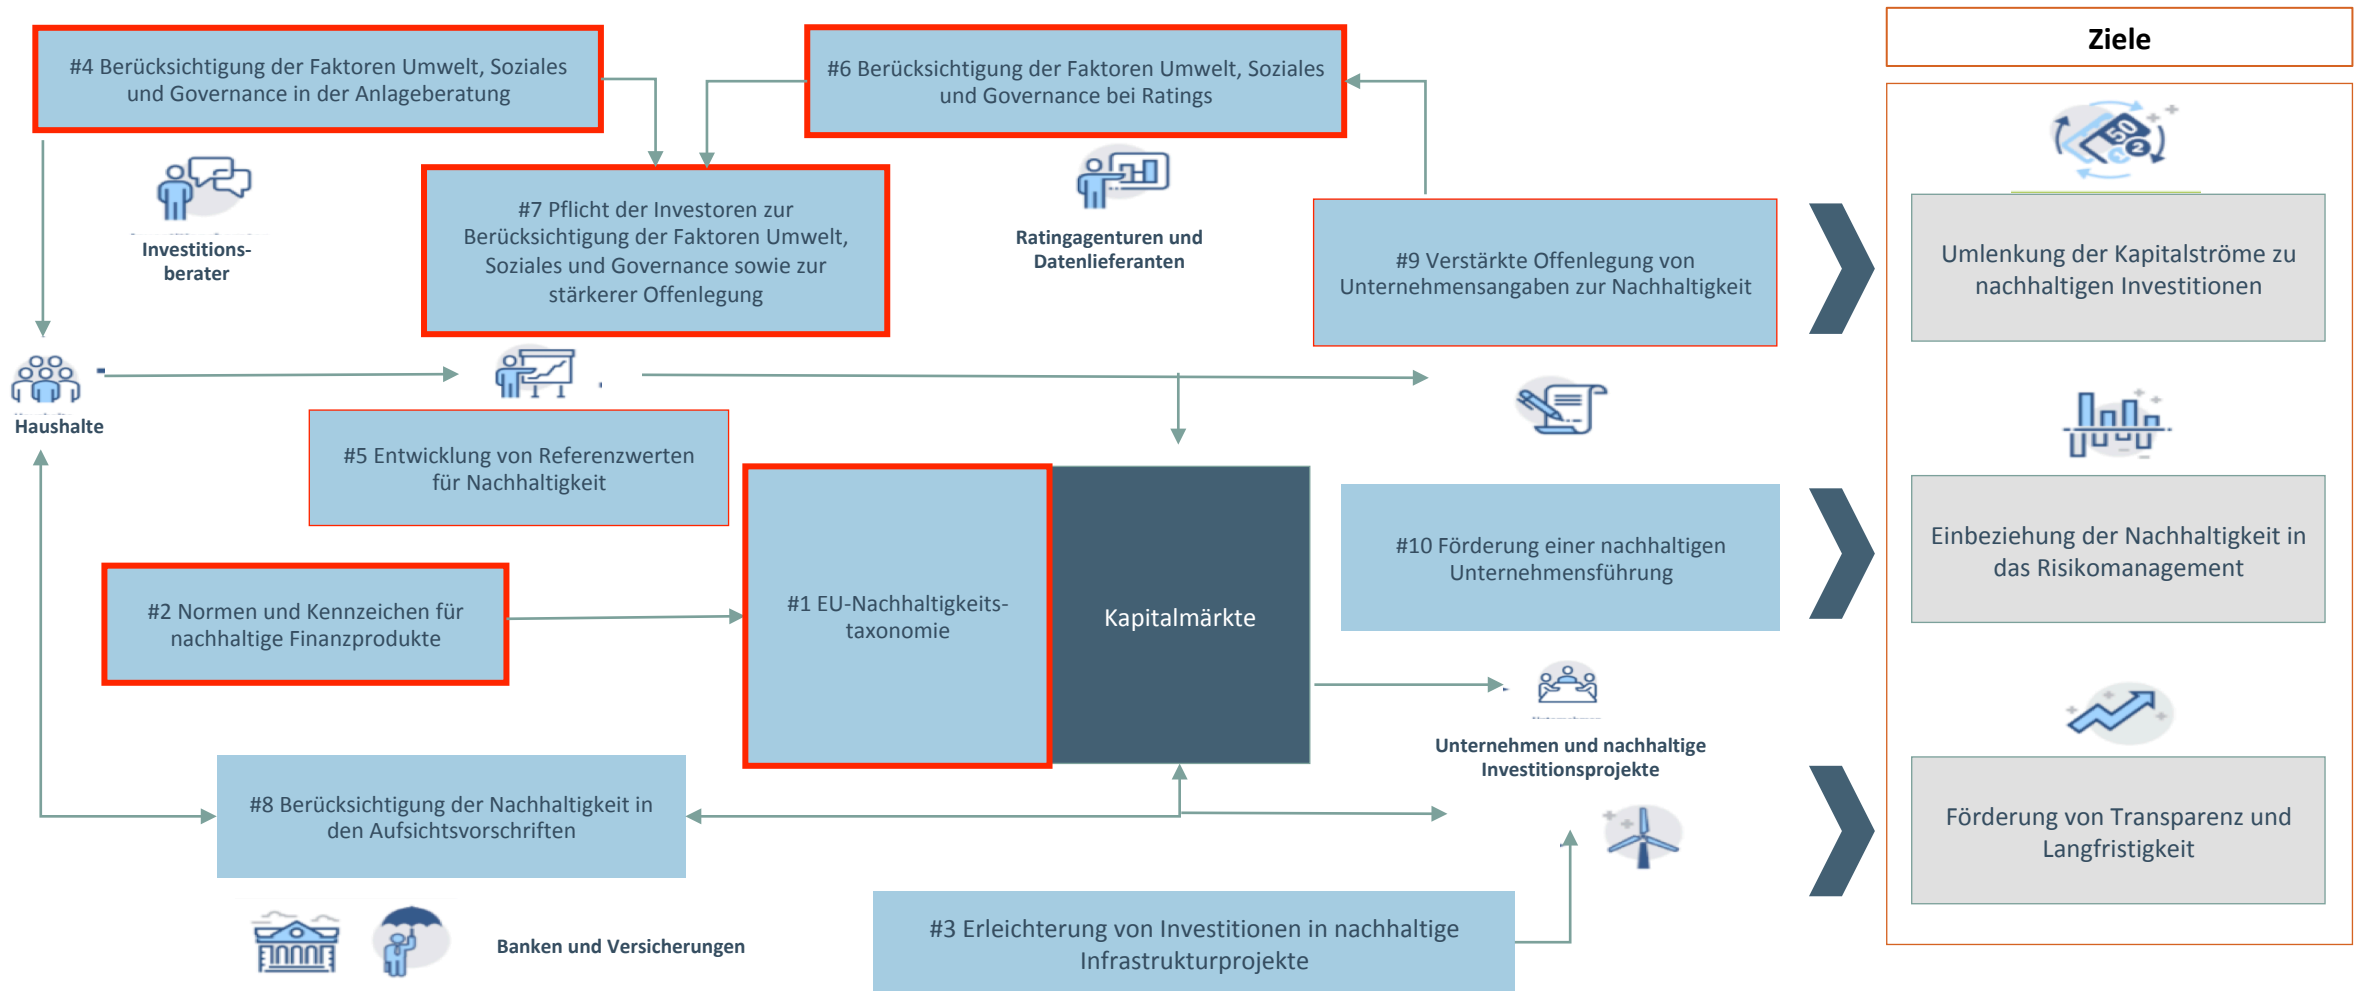 #4 Berücksichtigung der Faktoren Umwelt, Soziales
und Governance in der Anlageberatung
#6 Berücksichtigung der Faktoren Umwelt, Soziales
und Governance bei Ratings
Ziele
Investitions-
berater
#7 Pflicht der Investoren zur
Berücksichtigung der Faktoren Umwelt,
Soziales und Governance sowie zur
stärkerer Offenlegung
Ratingagenturen und
Datenlieferanten
#9 Verstärkte Offenlegung von
Unternehmensangaben zur Nachhaltigkeit
50
Umlenkung der Kapitalströme zu
nachhaltigen Investitionen
Haushalte
#5 Entwicklung von Referenzwerten
für Nachhaltigkeit
#2 Normen und Kennzeichen für
nachhaltige Finanzprodukte
#1 EU-Nachhaltigkeits-
taxonomie
Kapitalmärkte
#10 Förderung einer nachhaltigen
Unternehmensführung
Einbeziehung der Nachhaltigkeit in
das Risikomanagement
Unternehmen und nachhaltige
Investitionsprojekte
#8 Berücksichtigung der Nachhaltigkeit in
den Aufsichtsvorschriften
Förderung von Transparenz und
Langfristigkeit
Banken und Versicherungen
#3 Erleichterung von Investitionen in nachhaltige
Infrastrukturprojekte